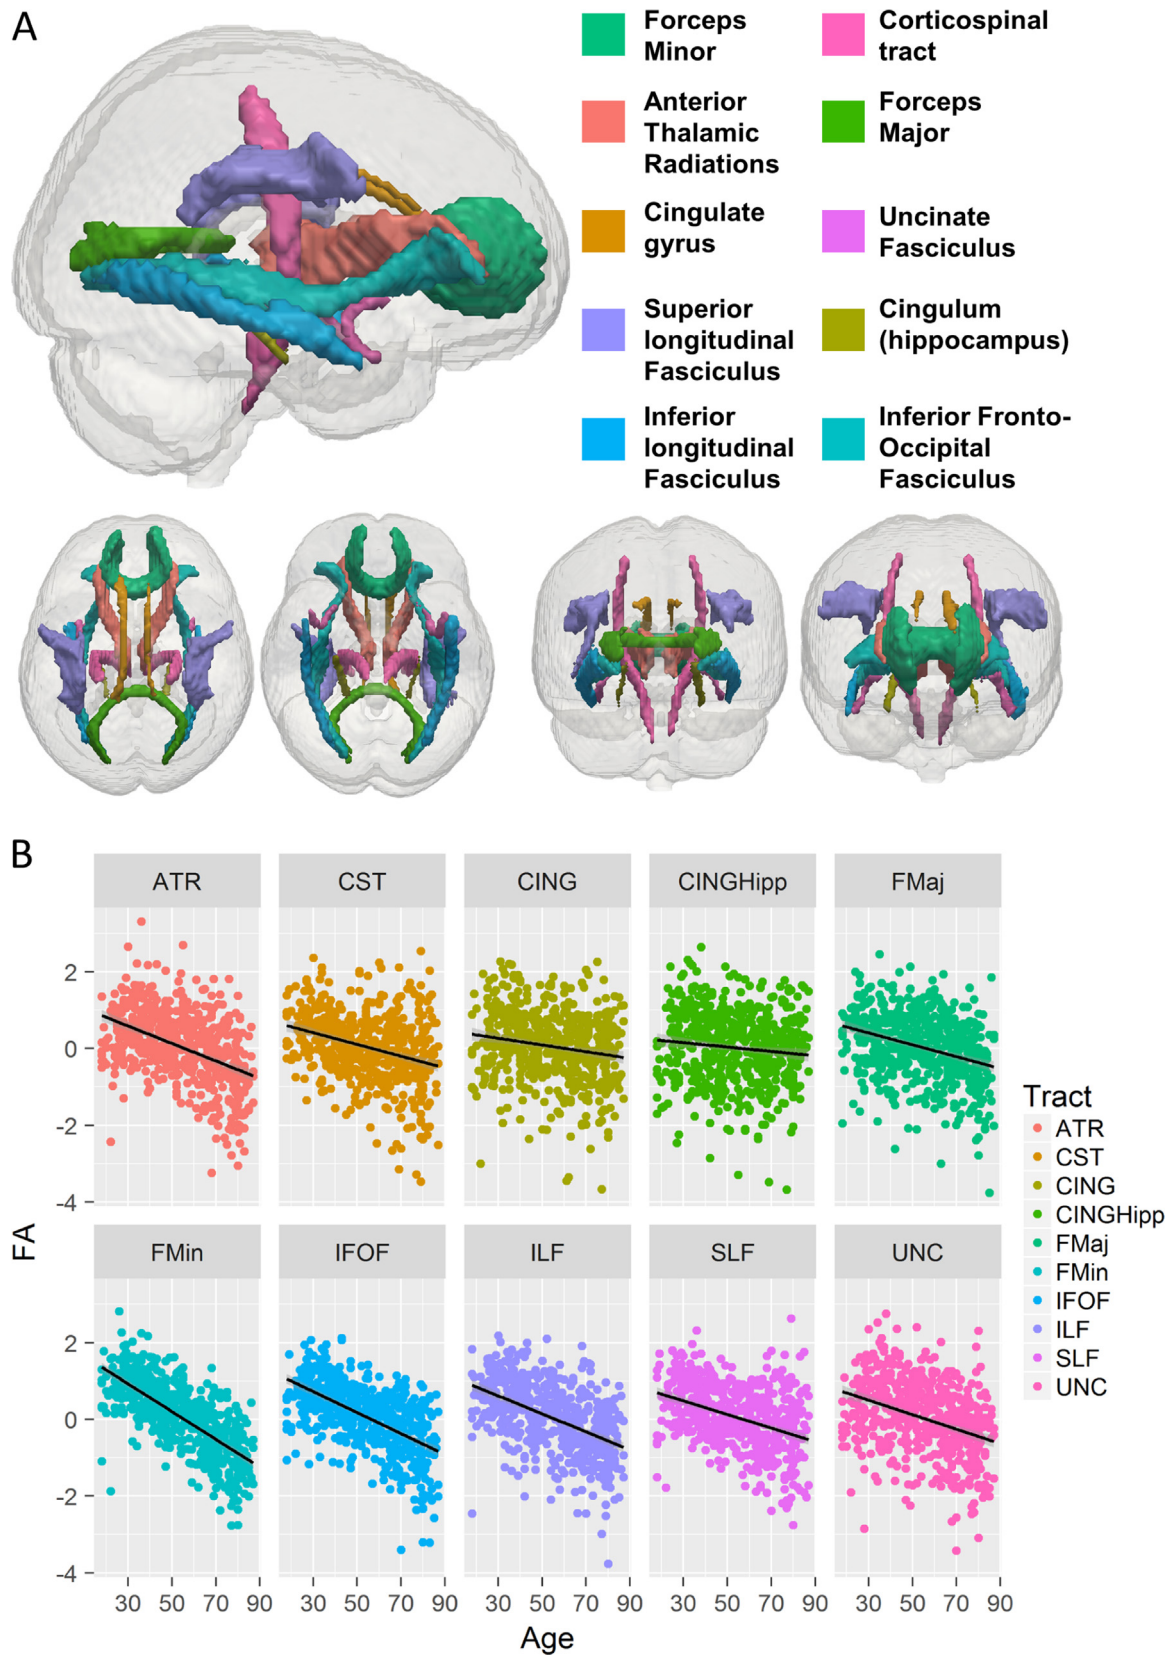 A
Forceps
Minor
Corticospinal
tract
Anterior
Thalamic
Radiations
Forceps
Major
Cingulate
gyrus
Uncinate
Fasciculus
Superior
longitudinal
Fasciculus
Cingulum
(hippocampus)
Inferior
longitudinal
Fasciculus
Inferior Fronto-
Occipital
Fasciculus
B
ATR CST CING CINGHipp FMaj
2
0
-2
-4
FA
FMin IFOF ILF SLF UNC
2
0
-2
-4
30 50 70 90 30 50 70 90 30 50 70 90 30 50 70 90 30 50 70 90
Age
Tract
ATR
CST
CING
CINGHipp
FMaj
FMin
IFOF
ILF
SLF
UNC